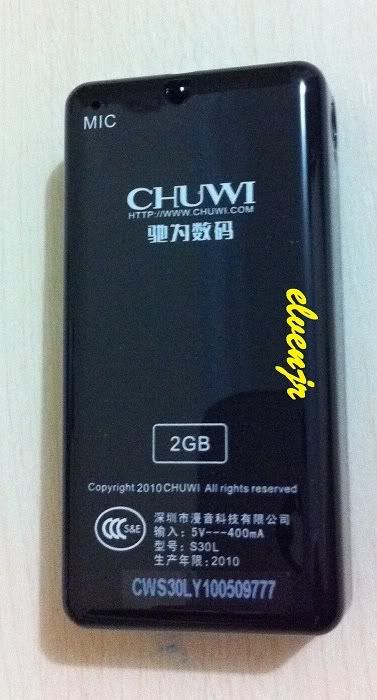 MIC
CHUWI
HTTP://WWW.CHUWI.COM
驰为数码
elvenjr
2GB
Copyright 2010 CHUWI All rights reserved
CCC S&E
深圳市漫音科技有限公司
输入：5V---400mA
型号：S30L
生产年限：2010
CWS30LY100509777